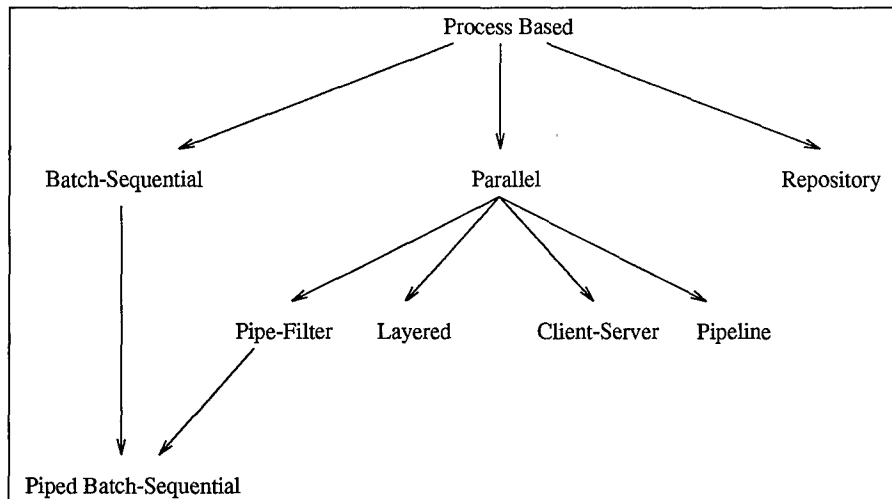 Process Based
Batch-Sequential
Parallel
Repository
Pipe-Filter
Layered
Client-Server
Pipeline
Piped Batch-Sequential